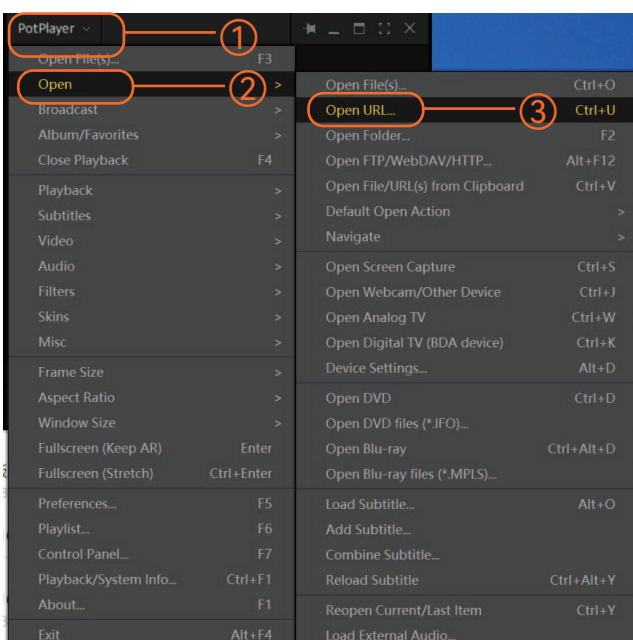 PotPlayer
①
Open File(s)... F3
Open >
②
Broadcast >
Album/Favorites >
Close Playback F4
Playback >
Subtitles >
Video >
Audio >
Filters >
Skins >
Misc >
Frame Size >
Aspect Ratio >
Window Size >
Fullscreen (Keep AR) Enter
Fullscreen (Stretch) Ctrl+Enter
Preferences... F5
Playlist... F6
Control Panel... F7
Playback/System Info... Ctrl+F1
About... F1
Exit Alt+F4
Open File(s)... Ctrl+O
Open URL... Ctrl+U
③
Open Folder... F2
Open FTP/WebDAV/HTTP... Alt+F12
Open File/URL(s) from Clipboard Ctrl+V
Default Open Action >
Navigate >
Open Screen Capture Ctrl+S
Open Webcam/Other Device Ctrl+J
Open Analog TV Ctrl+W
Open Digital TV (BDA device) Ctrl+K
Device Settings... Alt+D
Open DVD Ctrl+D
Open DVD files (*.IFO)...
Open Blu-ray Ctrl+Alt+D
Open Blu-ray files (*.MPLS)...
Load Subtitle... Alt+O
Add Subtitle...
Combine Subtitle...
Reload Subtitle Ctrl+Alt+Y
Reopen Current/Last Item Ctrl+Y
Load External Audio...